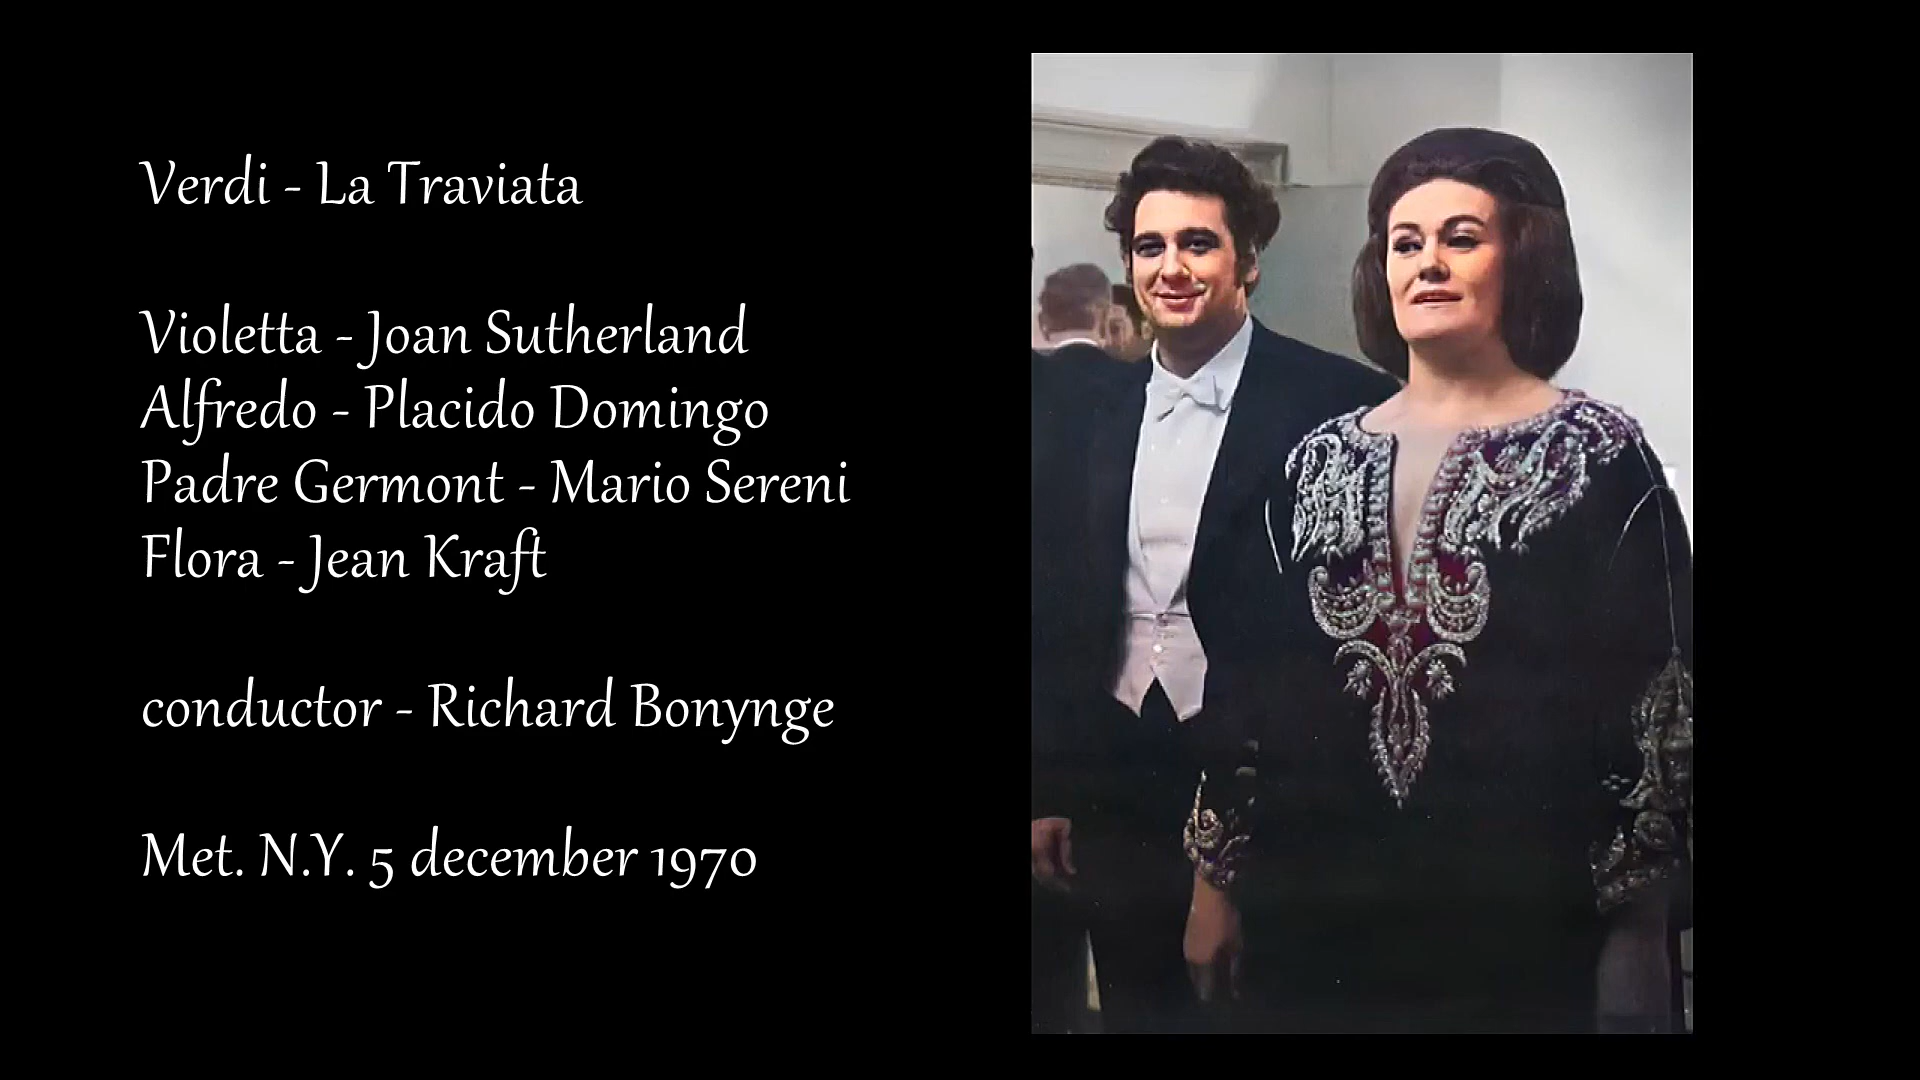 Verdi - La Traviata
Violetta - Joan Sutherland
Alfredo - Placido Domingo
Padre Germont - Mario Sereni
Flora - Jean Kraft
conductor - Richard Bonynge
Met. N.Y. 5 december 1970